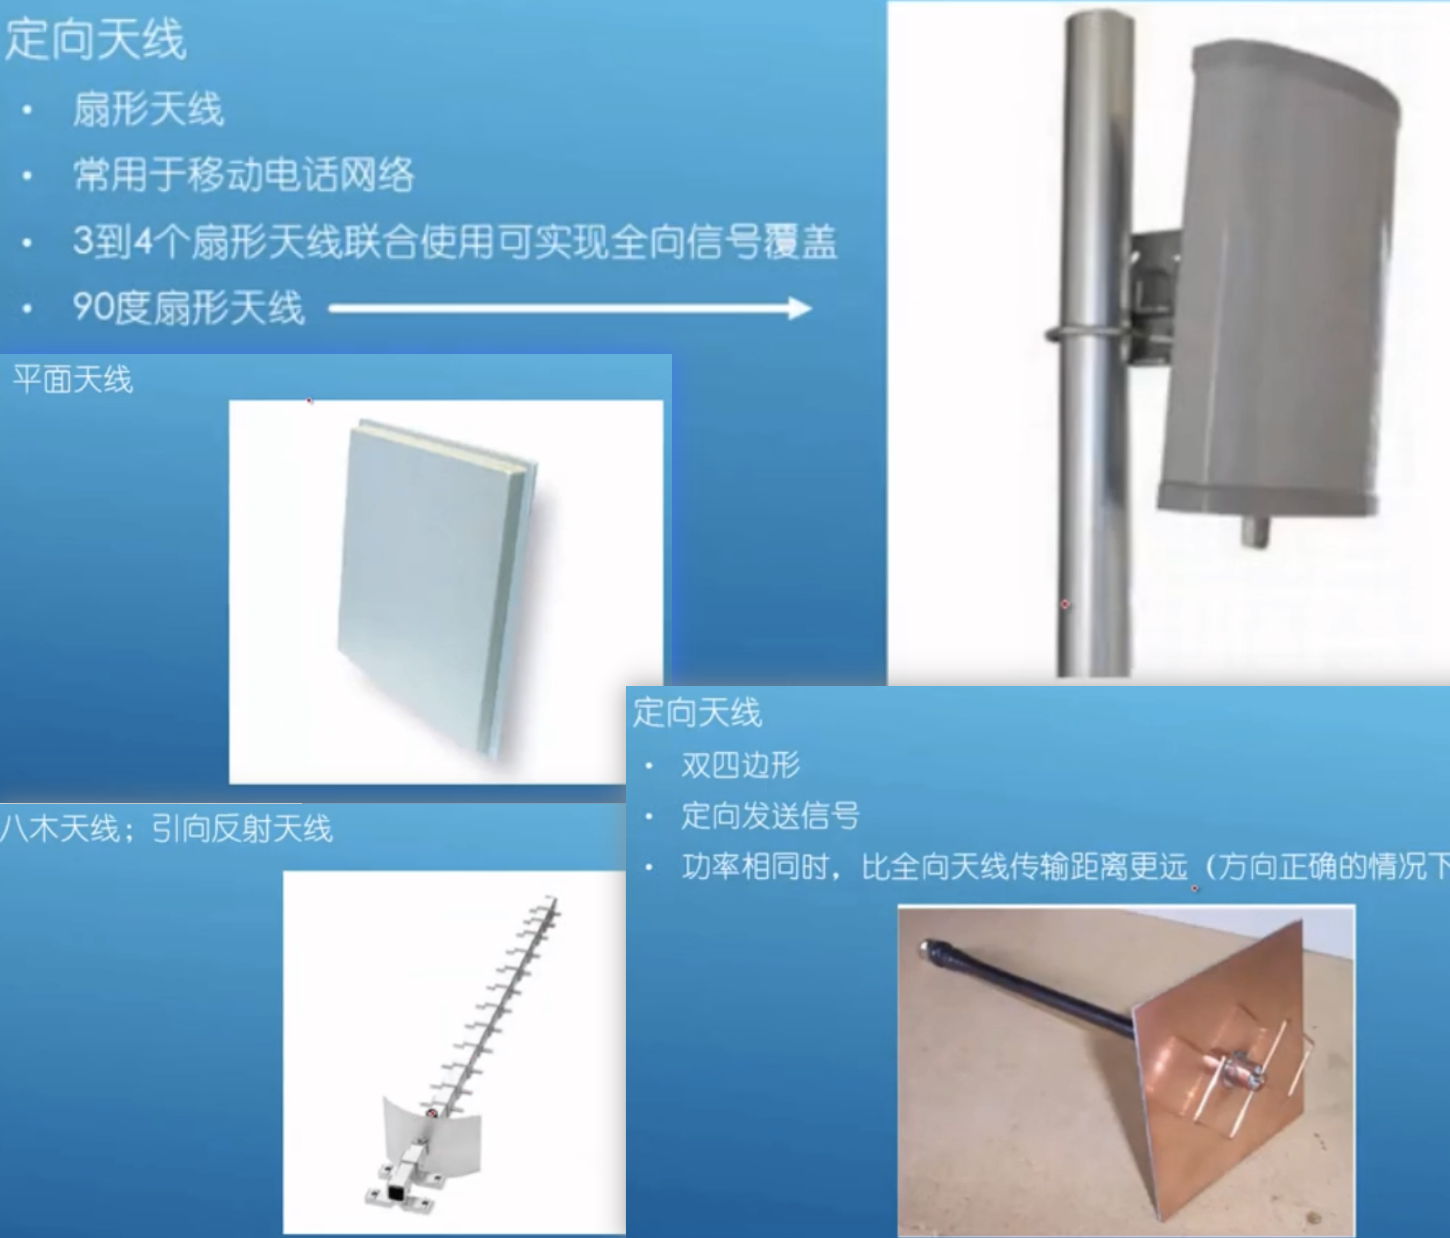 定向天线
• 扇形天线
• 常用于移动电话网络
• 3到4个扇形天线联合使用可实现全向信号覆盖
• 90度扇形天线
平面天线
八木天线；引向反射天线
定向天线
• 双四边形
• 定向发送信号
• 功率相同时，比全向天线传输距离更远（方向正确的情况下